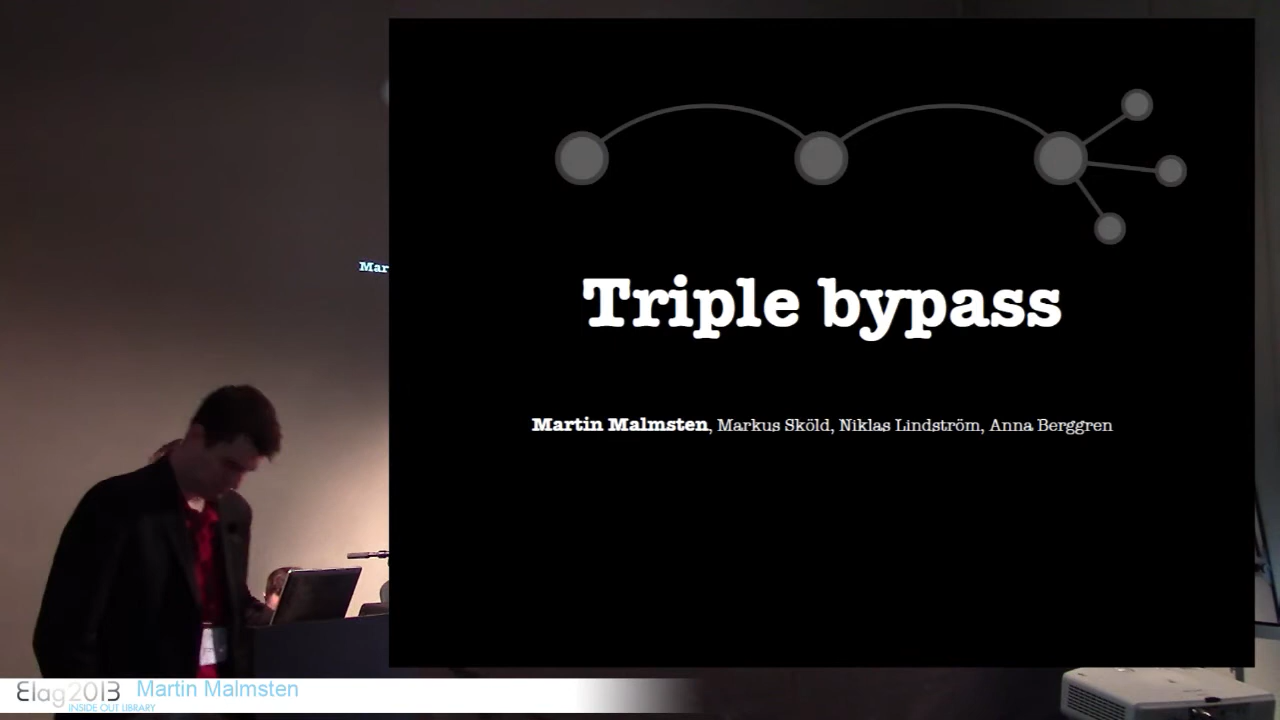 Mar
Triple bypass
Martin Malmsten, Markus Sköld, Niklas Lindström, Anna Berggren
Elag2013 Martin Malmsten
INSIDE OUT LIBRARY